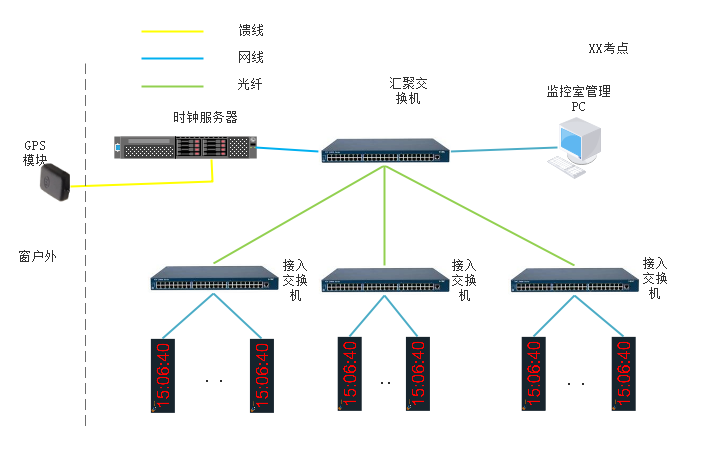 馈线
网线
光纤
XX考点
汇聚交
换机
监控室管理
PC
时钟服务器
GPS
模块
窗户外
接入
交换
机
接入
交换
机
接入
交换
机
15:06:40
15:06:40
15:06:40
15:06:40
15:06:40
15:06:40